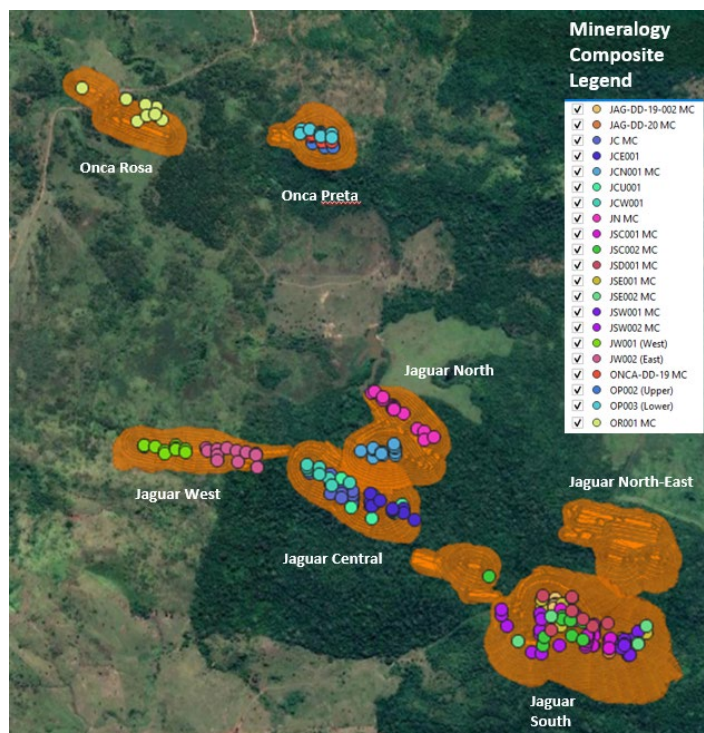 Mineralogy
Composite
Legend
JAG-DD-19-002 MC
JAG-DD-20 MC
JC MC
JCE001
JCN001 MC
JCU001
JCW001
JN MC
JSC001 MC
JSC002 MC
JSD001 MC
JSE001 MC
JSE002 MC
JSW001 MC
JSW002 MC
JW001 (West)
JW002 (East)
ONCA-DD-19 MC
OP002 (Upper)
OP003 (Lower)
OR001 MC
Onca Rosa
Onca Preta
Jaguar North
Jaguar West
Jaguar North-East
Jaguar Central
Jaguar
South